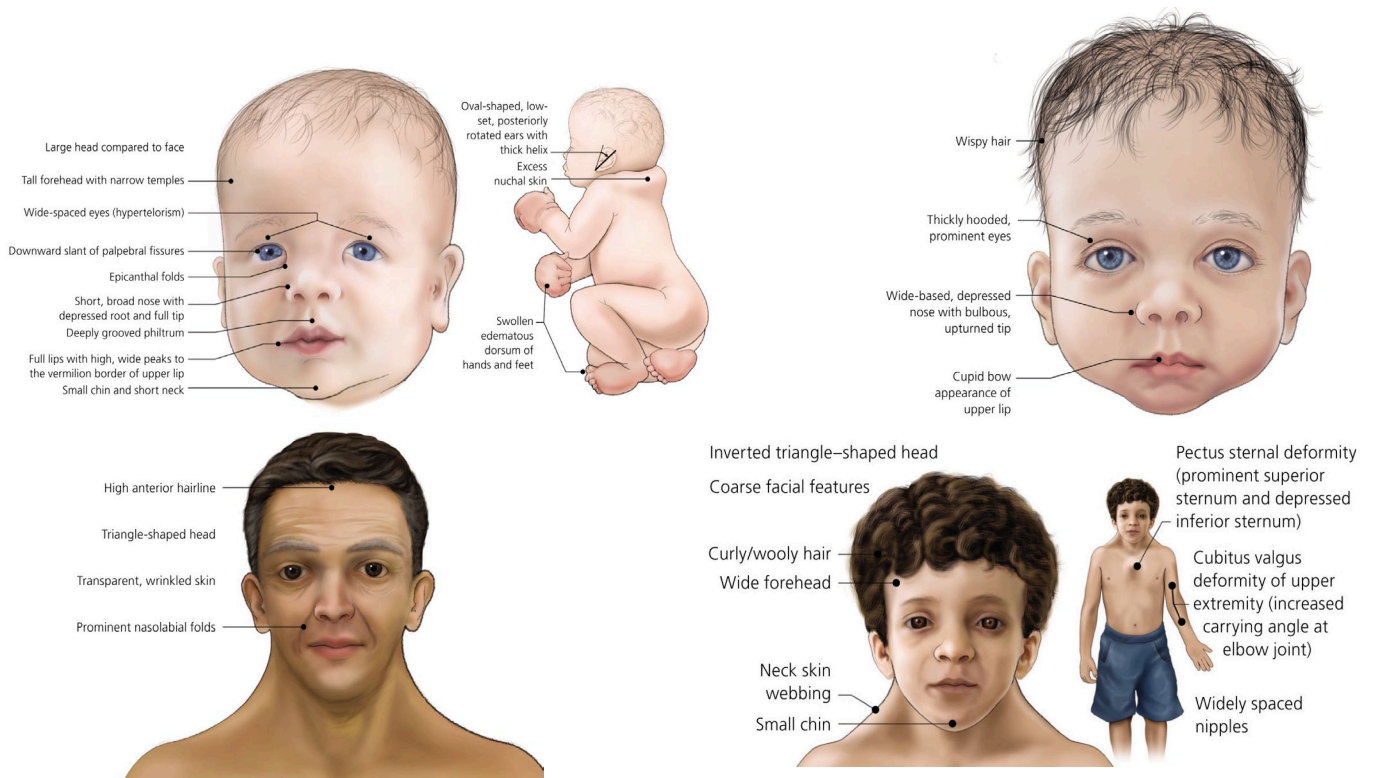 Large head compared to face
Tall forehead with narrow temples
Wide-spaced eyes (hypertelorism)
Downward slant of palpebral fissures
Epicanthal folds
Short, broad nose with
depressed root and full tip
Deeply grooved philtrum
Full lips with high, wide peaks to
the vermilion border of upper lip
Small chin and short neck
Oval-shaped, low-
set, posteriorly
rotated ears with
thick helix
Excess
nuchal skin
Swollen
edematous
dorsum of
hands and feet
Wispy hair
Thickly hooded,
prominent eyes
Wide-based, depressed
nose with bulbous,
upturned tip
Cupid bow
appearance of
upper lip
High anterior hairline
Triangle-shaped head
Transparent, wrinkled skin
Prominent nasolabial folds
Inverted triangle–shaped head
Coarse facial features
Curly/wooly hair
Wide forehead
Neck skin
webbing
Small chin
Pectus sternal deformity
(prominent superior
sternum and depressed
inferior sternum)
Cubitus valgus
deformity of upper
extremity (increased
carrying angle at
elbow joint)
Widely spaced
nipples